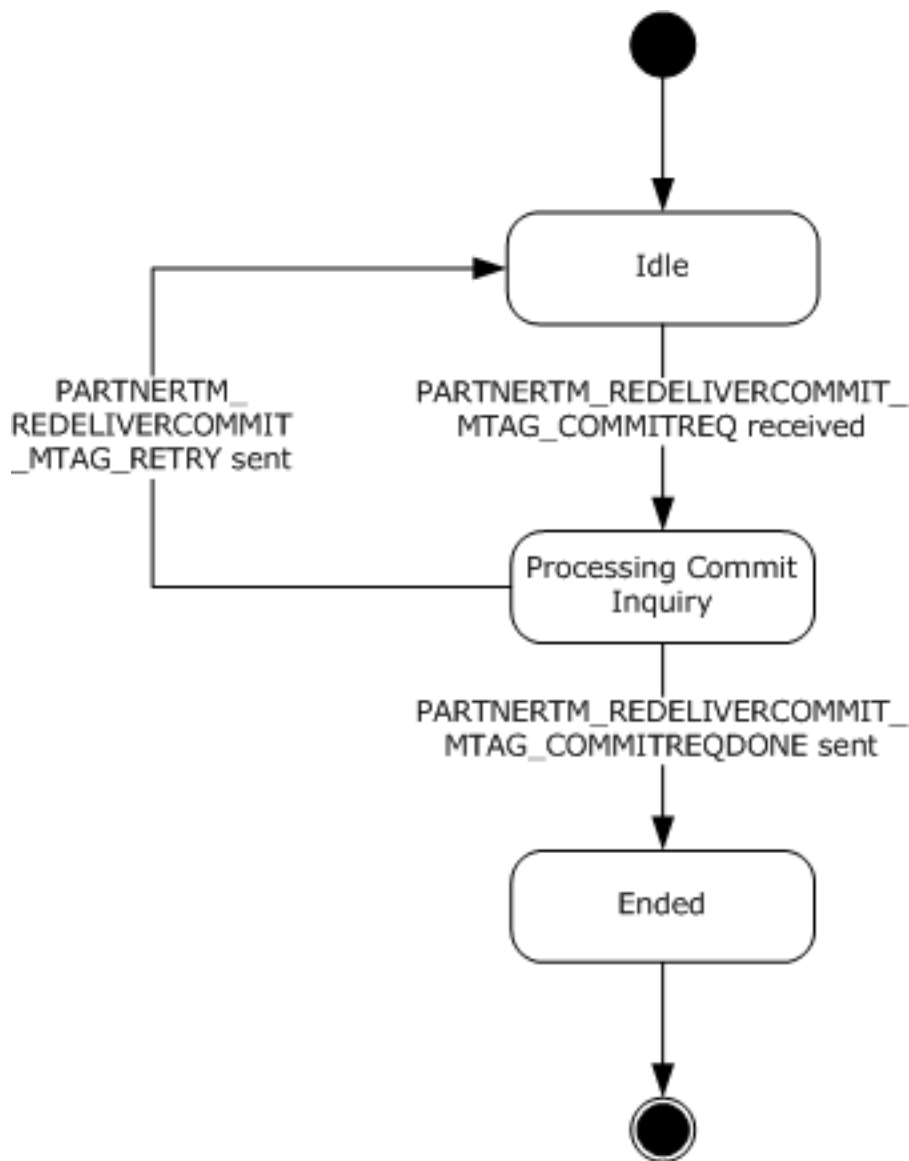 Idle
PARTNERTM_
REDELIVERCOMMIT
_MTAG_RETRY sent
PARTNERTM_REDELIVERCOMMIT_
MTAG_COMMITREQ received
Processing Commit
Inquiry
PARTNERTM_REDELIVERCOMMIT_
MTAG_COMMITREQDONE sent
Ended